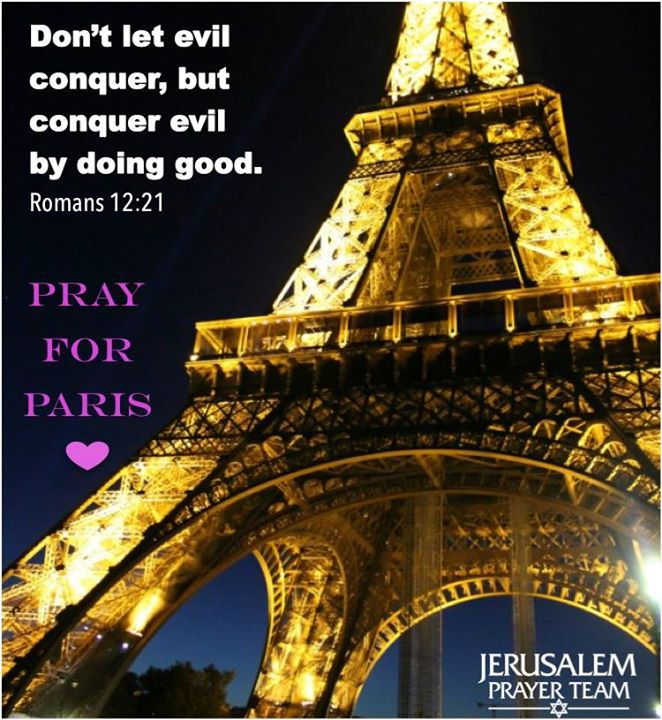 Don't let evil
conquer, but
conquer evil
by doing good.
Romans 12:21
PRAY
FOR
PARIS
JERUSALEM
PRAYER TEAM